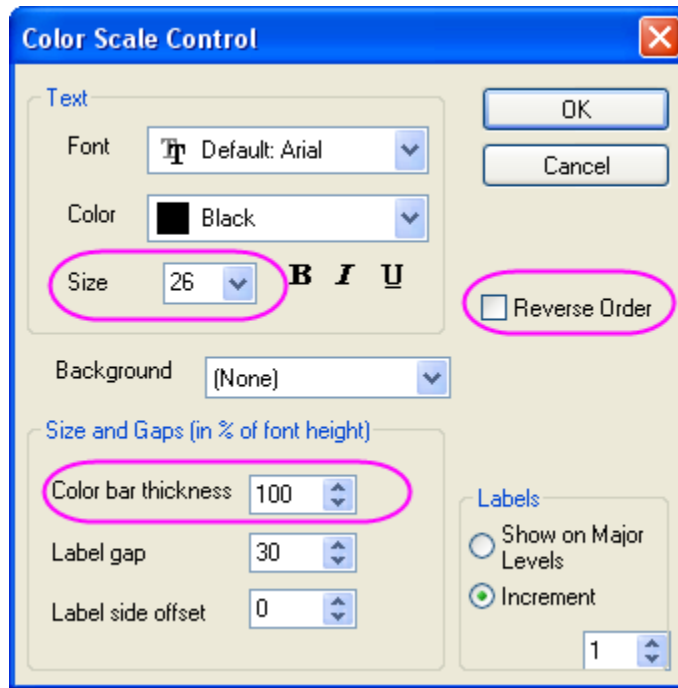 Color Scale Control
Text
OK
Font
Default: Arial
Cancel
Color
Black
Size
26
B I U
Reverse Order
Background
(None)
Size and Gaps (in % of font height)
Color bar thickness
100
Label gap
30
Label side offset
0
Labels
Show on Major
Levels
Increment
1